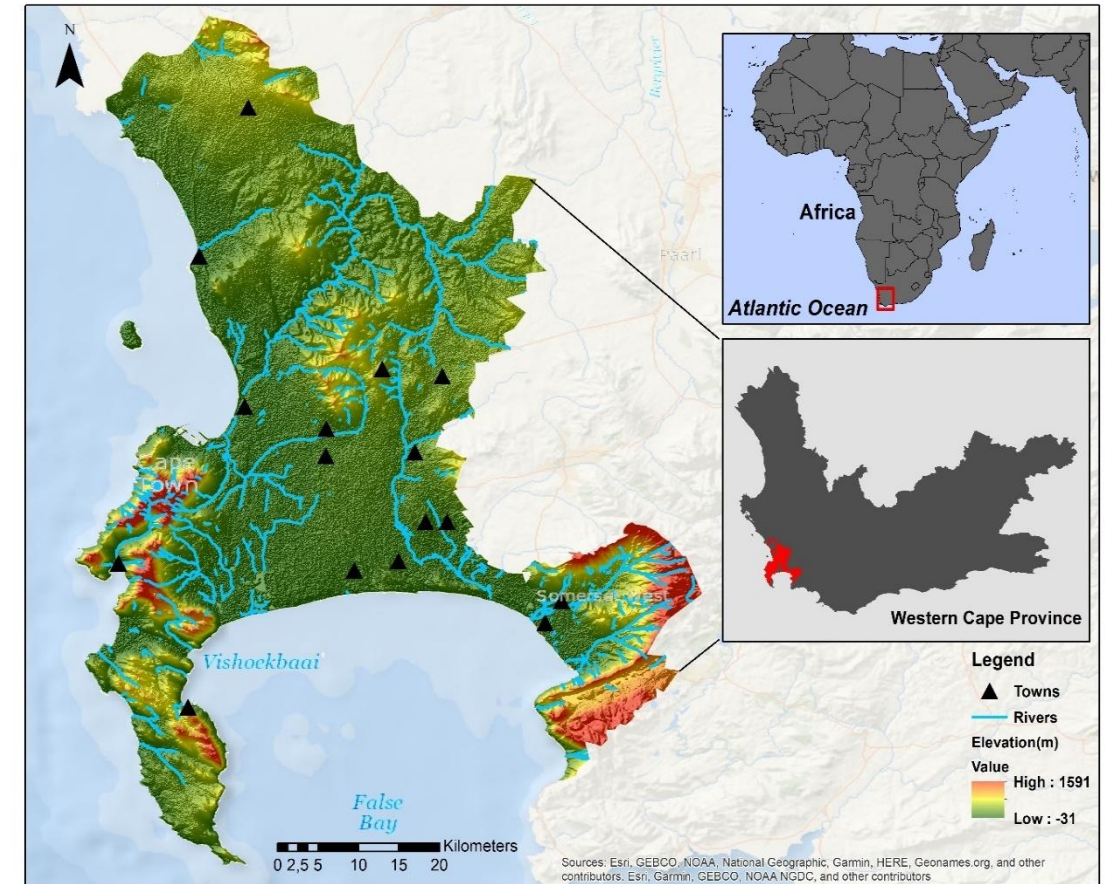 N
Bergrivier
Paarl
Cape
Town
Somerset West
Vishoekbaai
False
Bay
Kilometers
0 2,5 5 10 15 20
Africa
Atlantic Ocean
Western Cape Province
Legend
Towns
Rivers
Elevation(m)
Value
High : 1591
Low : -31
Sources: Esri, GEBCO, NOAA, National Geographic, Garmin, HERE, Geonames.org, and other
contributors. Esri, Garmin, GEBCO, NOAA NGDC, and other contributors